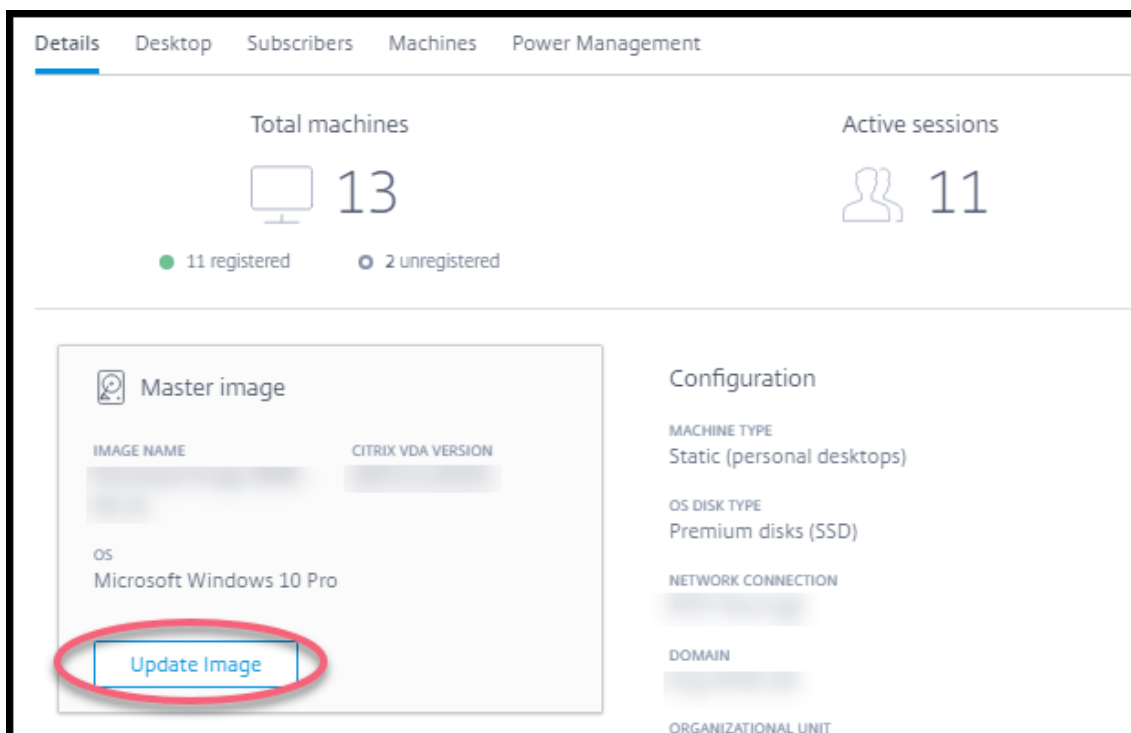 Details Desktop Subscribers Machines Power Management
Total machines
13
11 registered 2 unregistered
Active sessions
11
Master image
IMAGE NAME CITRIX VDA VERSION
OS
Microsoft Windows 10 Pro
Update Image
Configuration
MACHINE TYPE
Static (personal desktops)
OS DISK TYPE
Premium disks (SSD)
NETWORK CONNECTION
DOMAIN
ORGANIZATIONAL UNIT